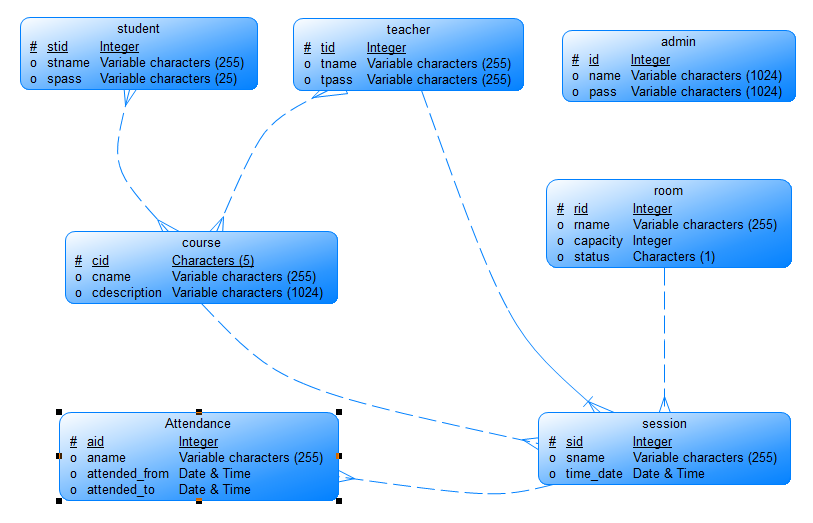 student
# stid Integer
o stname Variable characters (255)
o spass Variable characters (25)
teacher
# tid Integer
o tname Variable characters (255)
o tpass Variable characters (255)
admin
# id Integer
o name Variable characters (1024)
o pass Variable characters (1024)
room
# rid Integer
o rname Variable characters (255)
o capacity Integer
o status Characters (1)
course
# cid Characters (5)
o cname Variable characters (255)
o cdescription Variable characters (1024)
Attendance
# aid Integer
o aname Variable characters (255)
o attended_from Date & Time
o attended_to Date & Time
session
# sid Integer
o sname Variable characters (255)
o time_date Date & Time